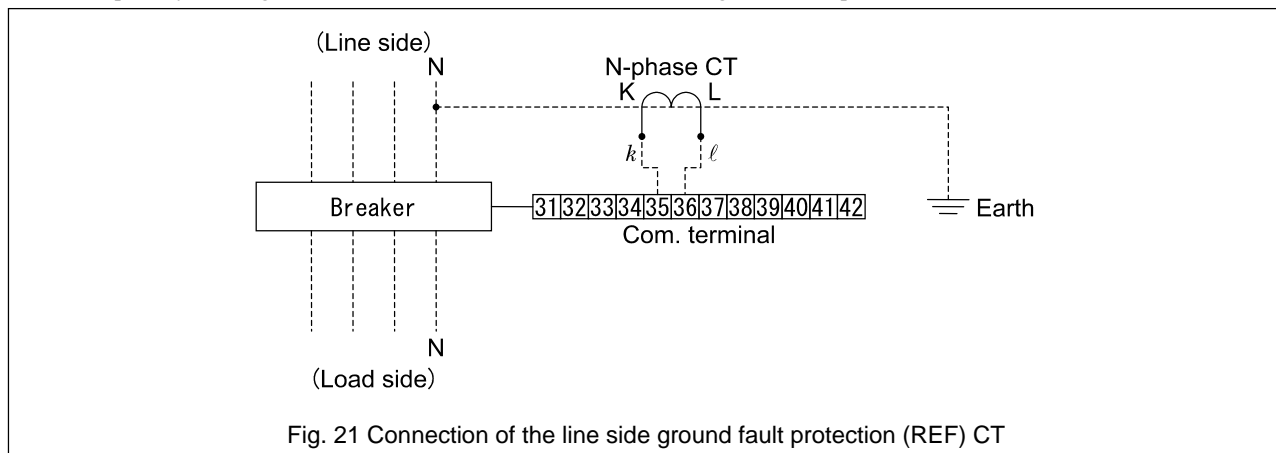 (Line side)
N
N-phase CT
K L
k ℓ
Breaker
31 32 33 34 35 36 37 38 39 40 41 42
Earth
Com. terminal
N
(Load side)
Fig. 21 Connection of the line side ground fault protection (REF) CT